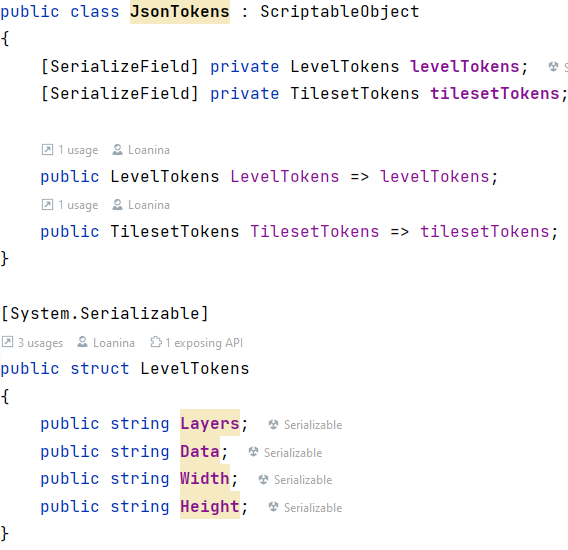 public class JsonTokens : ScriptableObject
{
[SerializeField] private LevelTokens levelTokens;
[SerializeField] private TilesetTokens tilesetTokens;
1 usage Loanina
public LevelTokens LevelTokens => levelTokens;
1 usage Loanina
public TilesetTokens TilesetTokens => tilesetTokens;
}
[System.Serializable]
3 usages Loanina 1 exposing API
public struct LevelTokens
{
public string Layers; Serializable
public string Data; Serializable
public string Width; Serializable
public string Height; Serializable
}